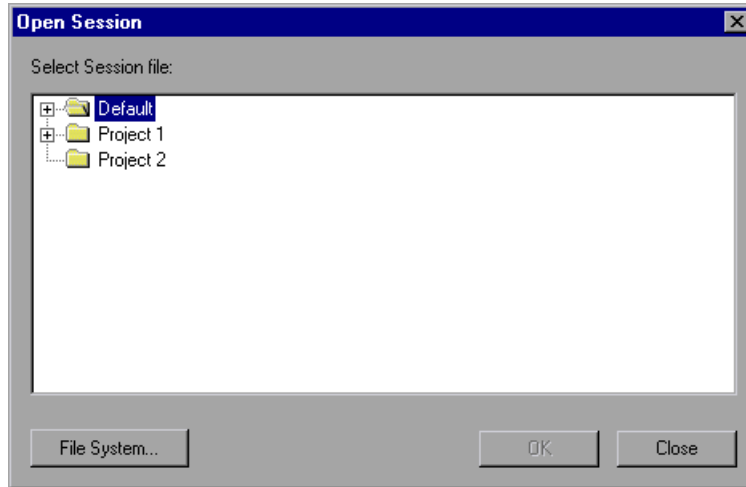 Open Session
Select Session file:
Default
Project 1
Project 2
File System... OK Close